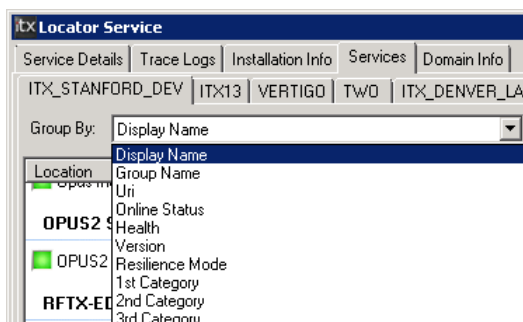 itx Locator Service
Service Details Trace Logs Installation Info Services Domain Info
ITX_STANFORD_DEV ITX13 VERTIGO TWO ITX_DENVER_LA
Group By: Display Name
Display Name
Location Group Name
Uri
Online Status
OPUS2 Health
Version
OPUS2 Resilience Mode
1st Category
RFTX-ED 2nd Category
3rd Category